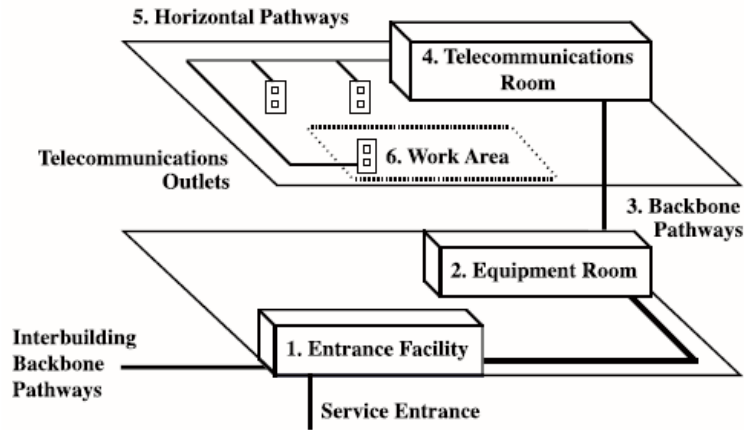 5. Horizontal Pathways
4. Telecommunications
Room
Telecommunications
Outlets
6. Work Area
3. Backbone
Pathways
2. Equipment Room
1. Entrance Facility
Interbuilding
Backbone
Pathways
Service Entrance